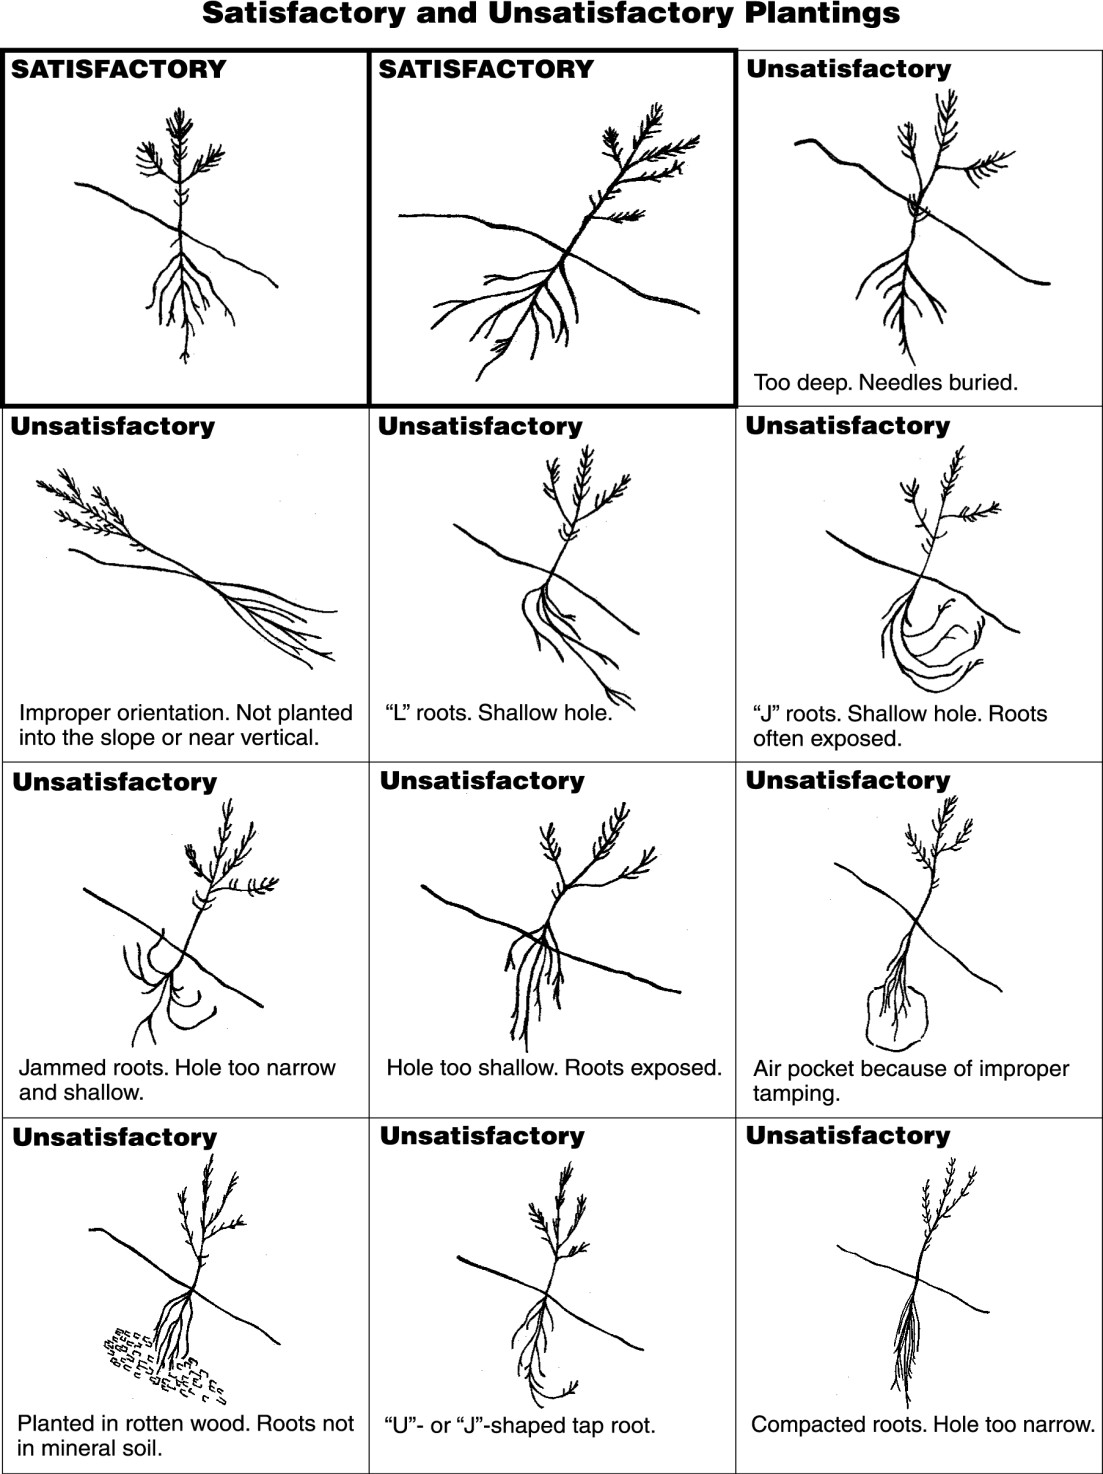 Satisfactory and Unsatisfactory Plantings
SATISFACTORY
SATISFACTORY
Unsatisfactory
Too deep. Needles buried.
Unsatisfactory
Improper orientation. Not planted
into the slope or near vertical.
Unsatisfactory
“L” roots. Shallow hole.
Unsatisfactory
“J” roots. Shallow hole. Roots
often exposed.
Unsatisfactory
Jammed roots. Hole too narrow
and shallow.
Unsatisfactory
Hole too shallow. Roots exposed.
Unsatisfactory
Air pocket because of improper
tamping.
Unsatisfactory
Planted in rotten wood. Roots not
in mineral soil.
Unsatisfactory
“U”- or “J”-shaped tap root.
Unsatisfactory
Compacted roots. Hole too narrow.